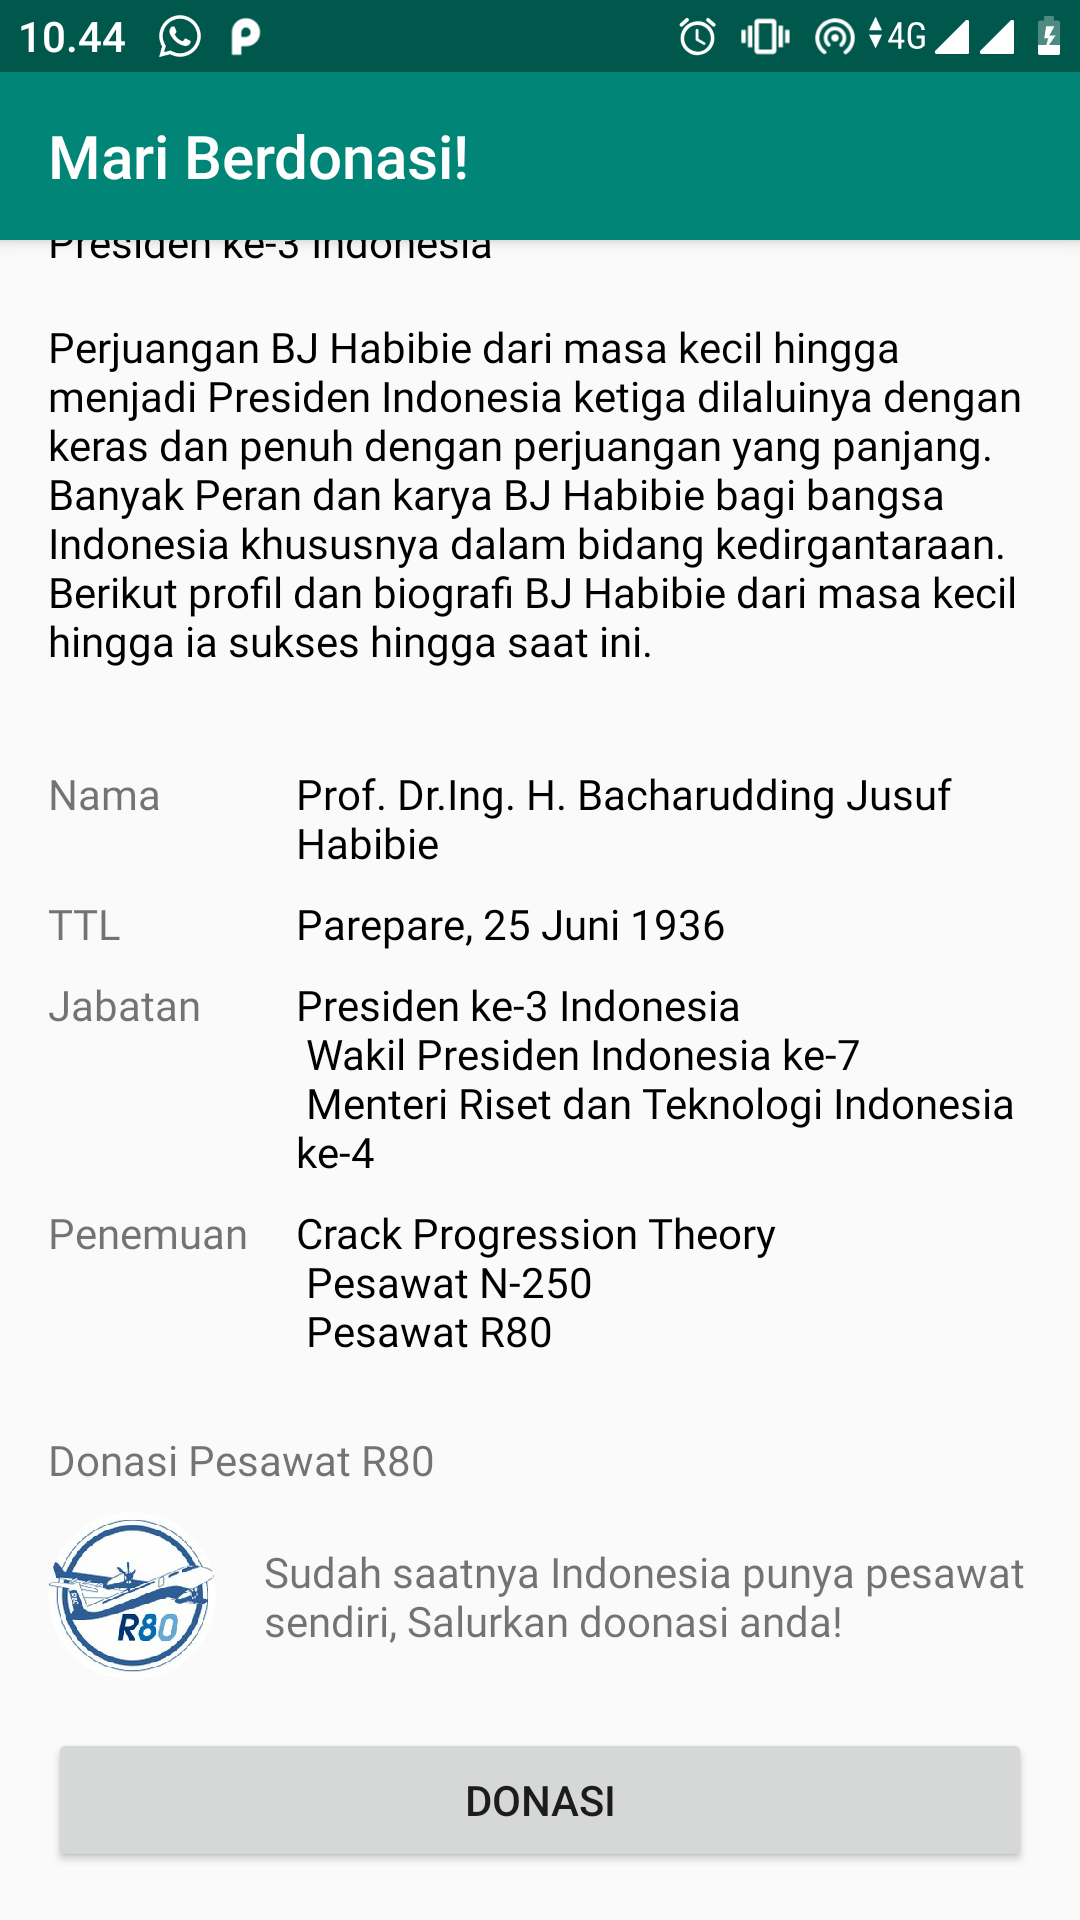 10.44
4G
Mari Berdonasi!
Presiden ke-3 Indonesia
Perjuangan BJ Habibie dari masa kecil hingga
menjadi Presiden Indonesia ketiga dilaluinya dengan
keras dan penuh dengan perjuangan yang panjang.
Banyak Peran dan karya BJ Habibie bagi bangsa
Indonesia khususnya dalam bidang kedirgantaraan.
Berikut profil dan biografi BJ Habibie dari masa kecil
hingga ia sukses hingga saat ini.
Nama
Prof. Dr.Ing. H. Bacharudding Jusuf
Habibie
TTL
Parepare, 25 Juni 1936
Jabatan
Presiden ke-3 Indonesia
Wakil Presiden Indonesia ke-7
Menteri Riset dan Teknologi Indonesia
ke-4
Penemuan
Crack Progression Theory
Pesawat N-250
Pesawat R80
Donasi Pesawat R80
R80
Sudah saatnya Indonesia punya pesawat
sendiri, Salurkan doonasi anda!
DONASI